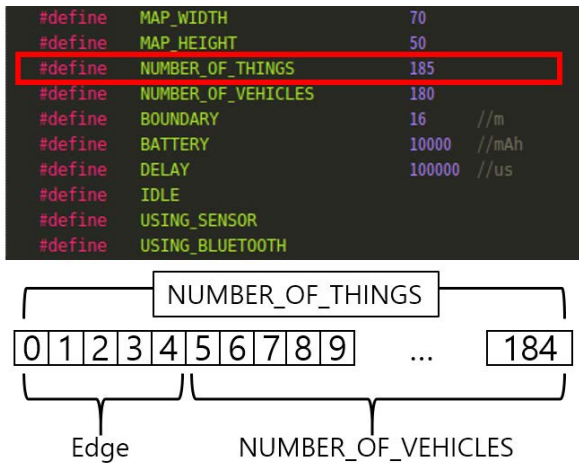 #define MAP_WIDTH 70
#define MAP_HEIGHT 50
#define NUMBER_OF_THINGS 185
#define NUMBER_OF_VEHICLES 180
#define BOUNDARY 16 //m
#define BATTERY 10000 //mAh
#define DELAY 100000 //us
#define IDLE
#define USING_SENSOR
#define USING_BLUETOOTH
NUMBER_OF_THINGS
0 1 2 3 4 5 6 7 8 9 ... 184
Edge NUMBER_OF_VEHICLES